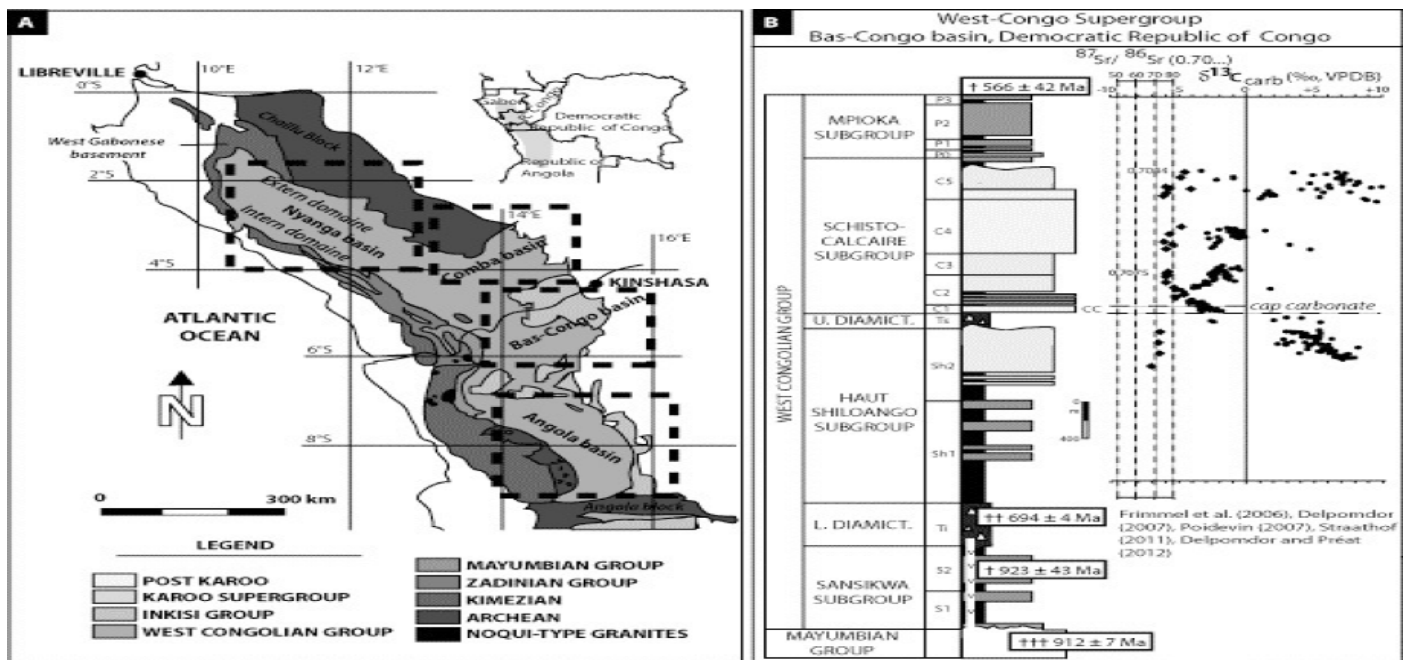 A
LIBREVILLE
10°E
12°E
0°S
West Gabonese
basement
Chaillu Block
Gabon
Congo
Democratic
Republic of Congo
Republic of
Angola
2°S
Extern domaine
Nyanga basin
Intern domaine
14°E
16°E
4°S
Comba basin
KINSHASA
ATLANTIC
OCEAN
Bas-Congo basin
6°S
N
Angola basin
8°S
0
300 km
Angola block
LEGEND
POST KAROO
KAROO SUPERGROUP
INKISI GROUP
WEST CONGOLIAN GROUP
MAYUMBIAN GROUP
ZADINIAN GROUP
KIMEZIAN
ARCHEAN
NOQUI-TYPE GRANITES
B
West-Congo Supergroup
Bas-Congo basin, Democratic Republic of Congo
87Sr/ 86Sr (0.70...)
δ13Ccarb (‰, VPDB)
50 60 70 80
-10 0 +5 +10
† 566 ± 42 Ma
WEST CONGOLIAN GROUP
MPIOKA
SUBGROUP
P3
P2
P1
P0
SCHISTO-
CALCAIRE
SUBGROUP
C5
C4
C3
C2
C1
0.7075
CC
cap carbonate
U. DIAMICT.
Ts
HAUT
SHILOANGO
SUBGROUP
Sh2
Sh1
0
m
400
L. DIAMICT.
Ti
†† 694 ± 4 Ma
Frimmel et al. (2006), Delpomdor
(2007), Poidevin (2007), Straathof
(2011), Delpomdor and Préat
(2012)
SANSIKWA
SUBGROUP
S2
S1
† 923 ± 43 Ma
MAYUMBIAN
GROUP
††† 912 ± 7 Ma